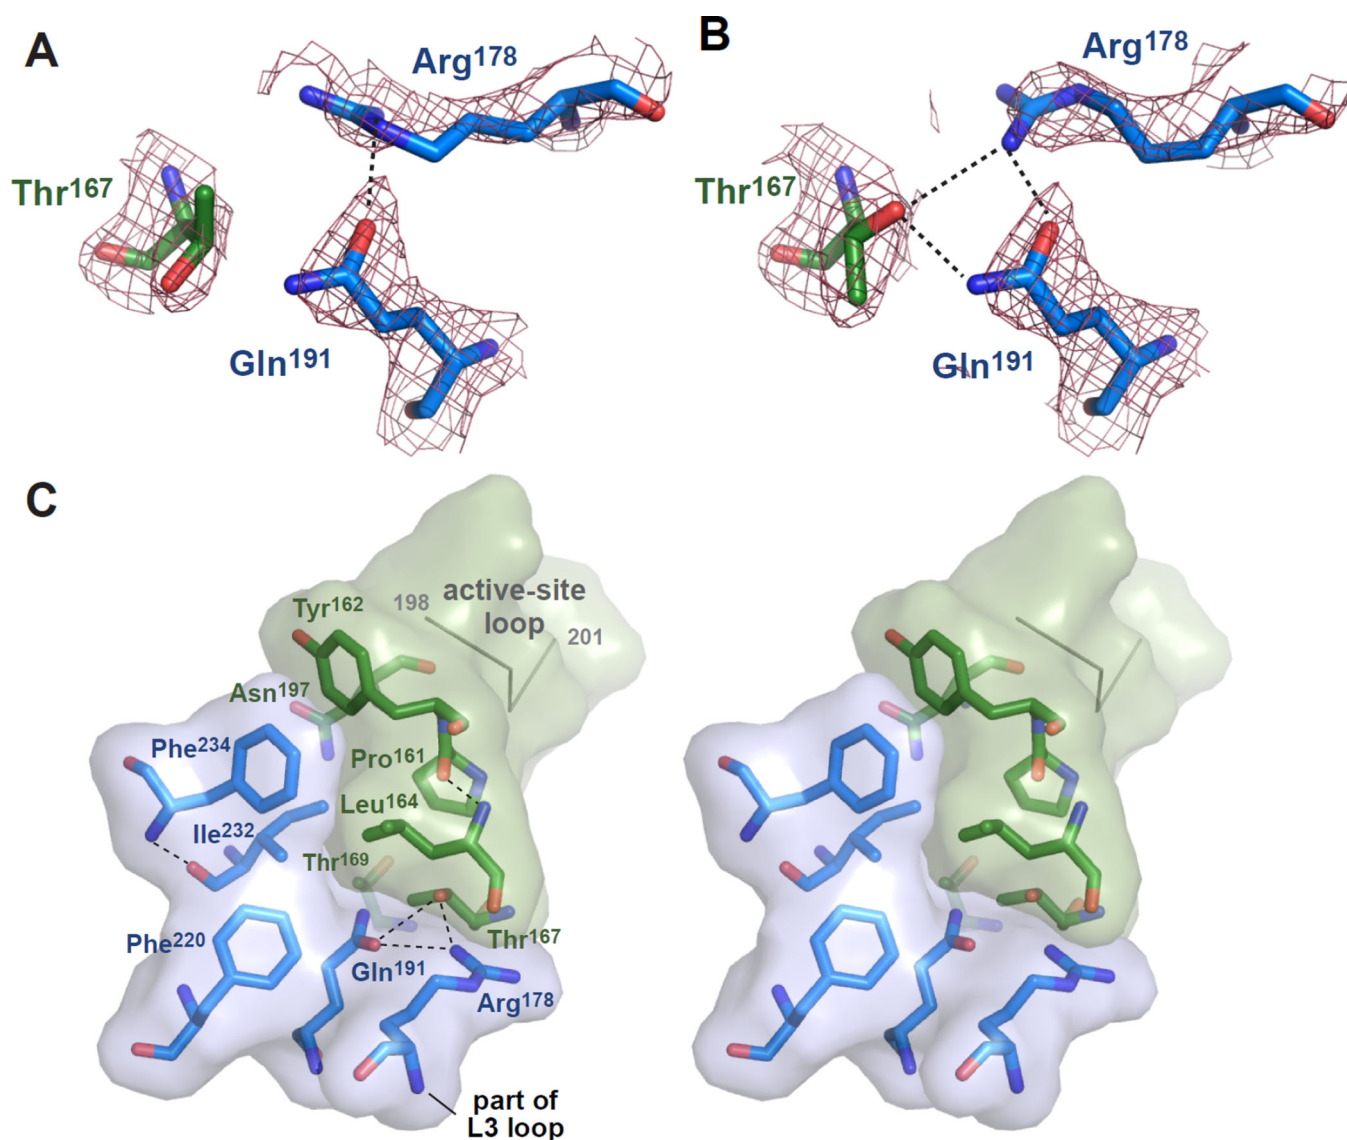 A
Arg178
Thr167
Gln191
B
Arg178
Thr167
Gln191
C
active-site
loop
198
201
Tyr162
Asn197
Phe234
Pro161
Leu164
Ile232
Thr169
Phe220
Thr167
Gln191
Arg178
part of
L3 loop